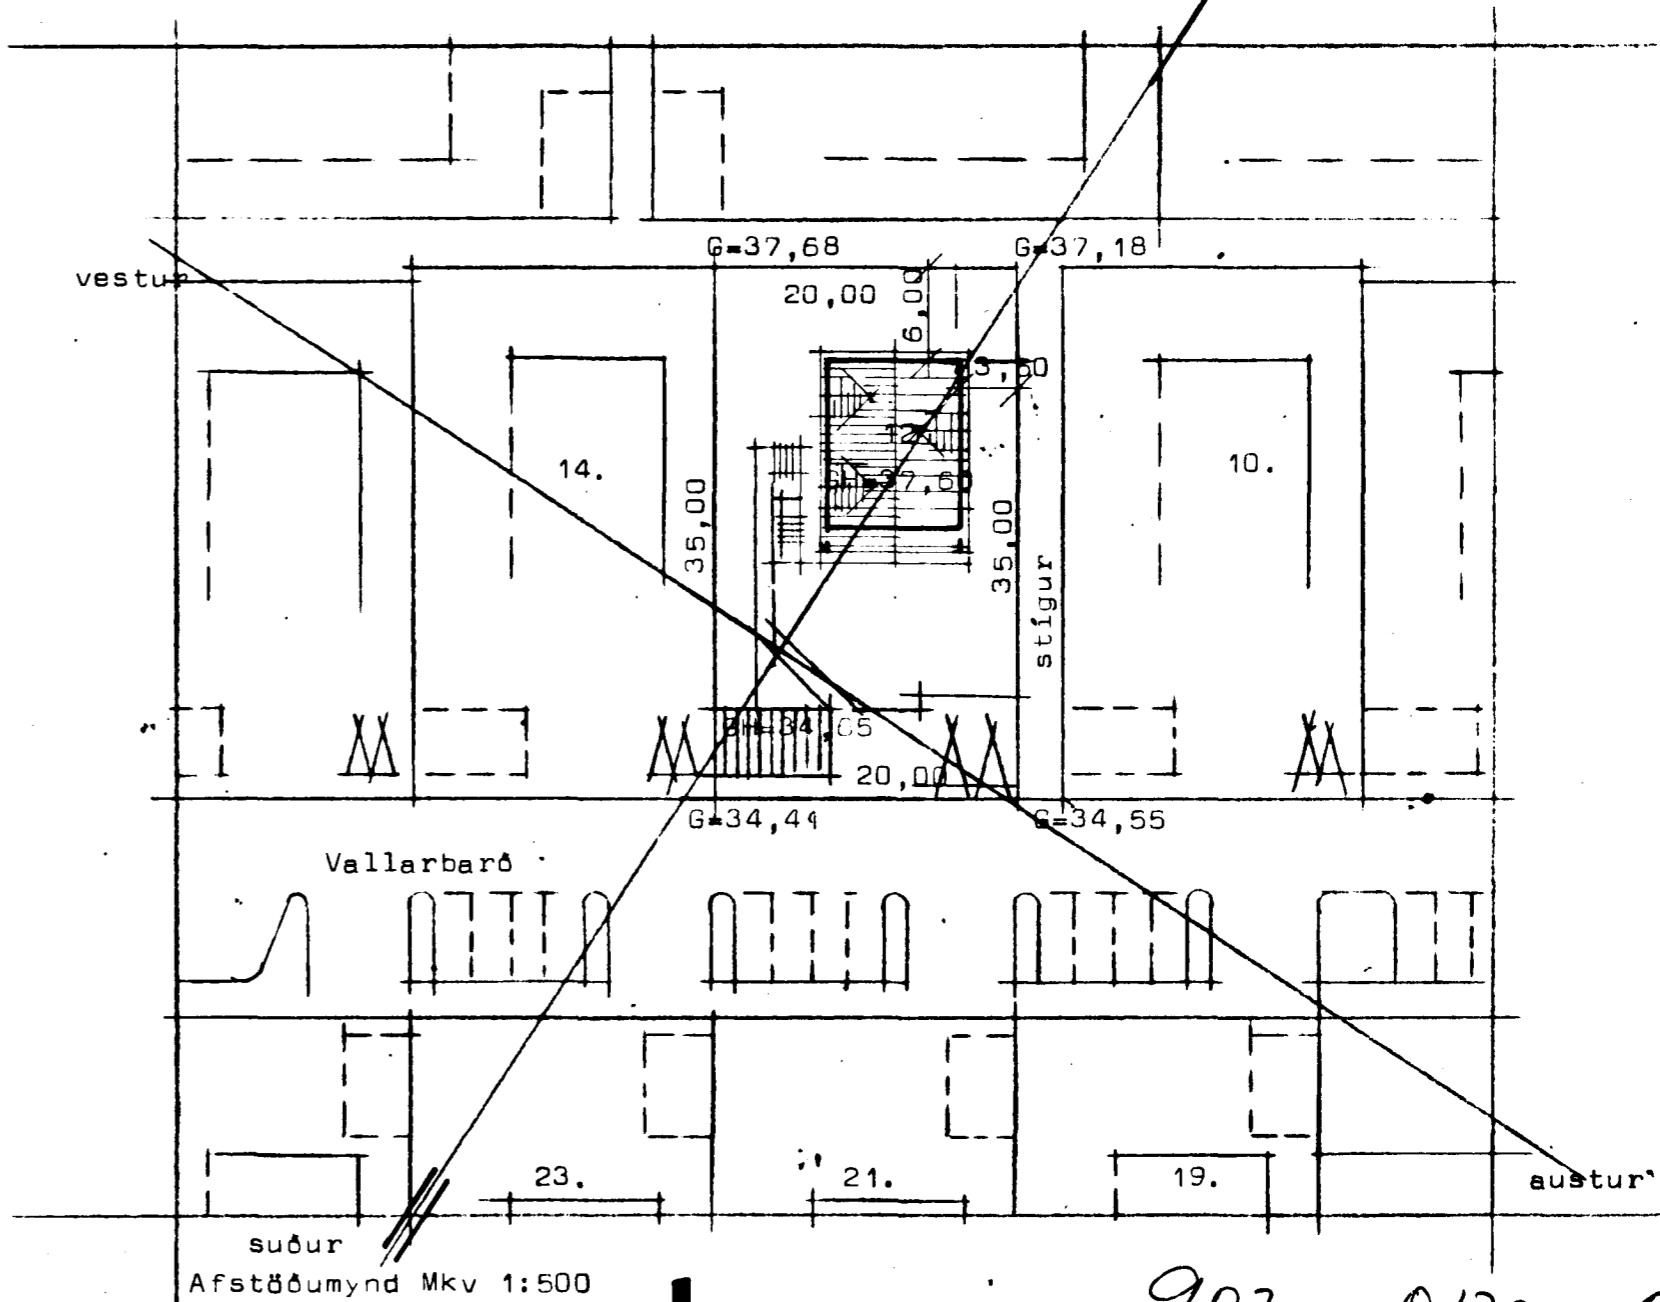 G=37,68
G=37,18
vestur
20,00
6,00
3,50
14.
10.
35,00
35,00
stígur
20,00
G=34,55
Vallarbarð
23.
21.
19.
austur
suður
Afstöðumynd Mkv 1:500